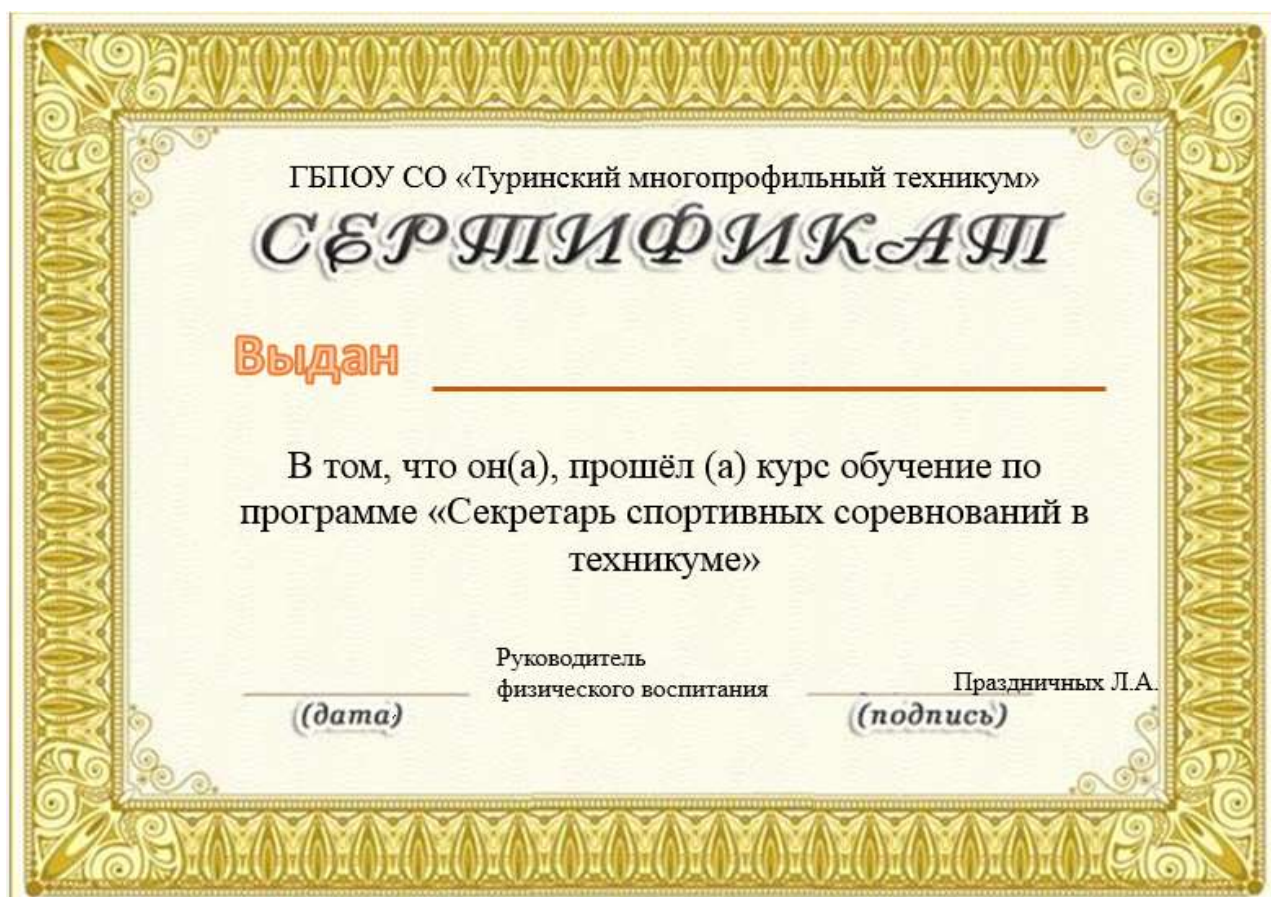 ГБПОУ СО «Туринский многопрофильный техникум»
СЕРТИФИКАТ
Выдан
В том, что он(а), прошёл (а) курс обучение по
программе «Секретарь спортивных соревнований в
техникуме»
Руководитель
физического воспитания
Праздничных Л.А.
(дата)
(подпись)